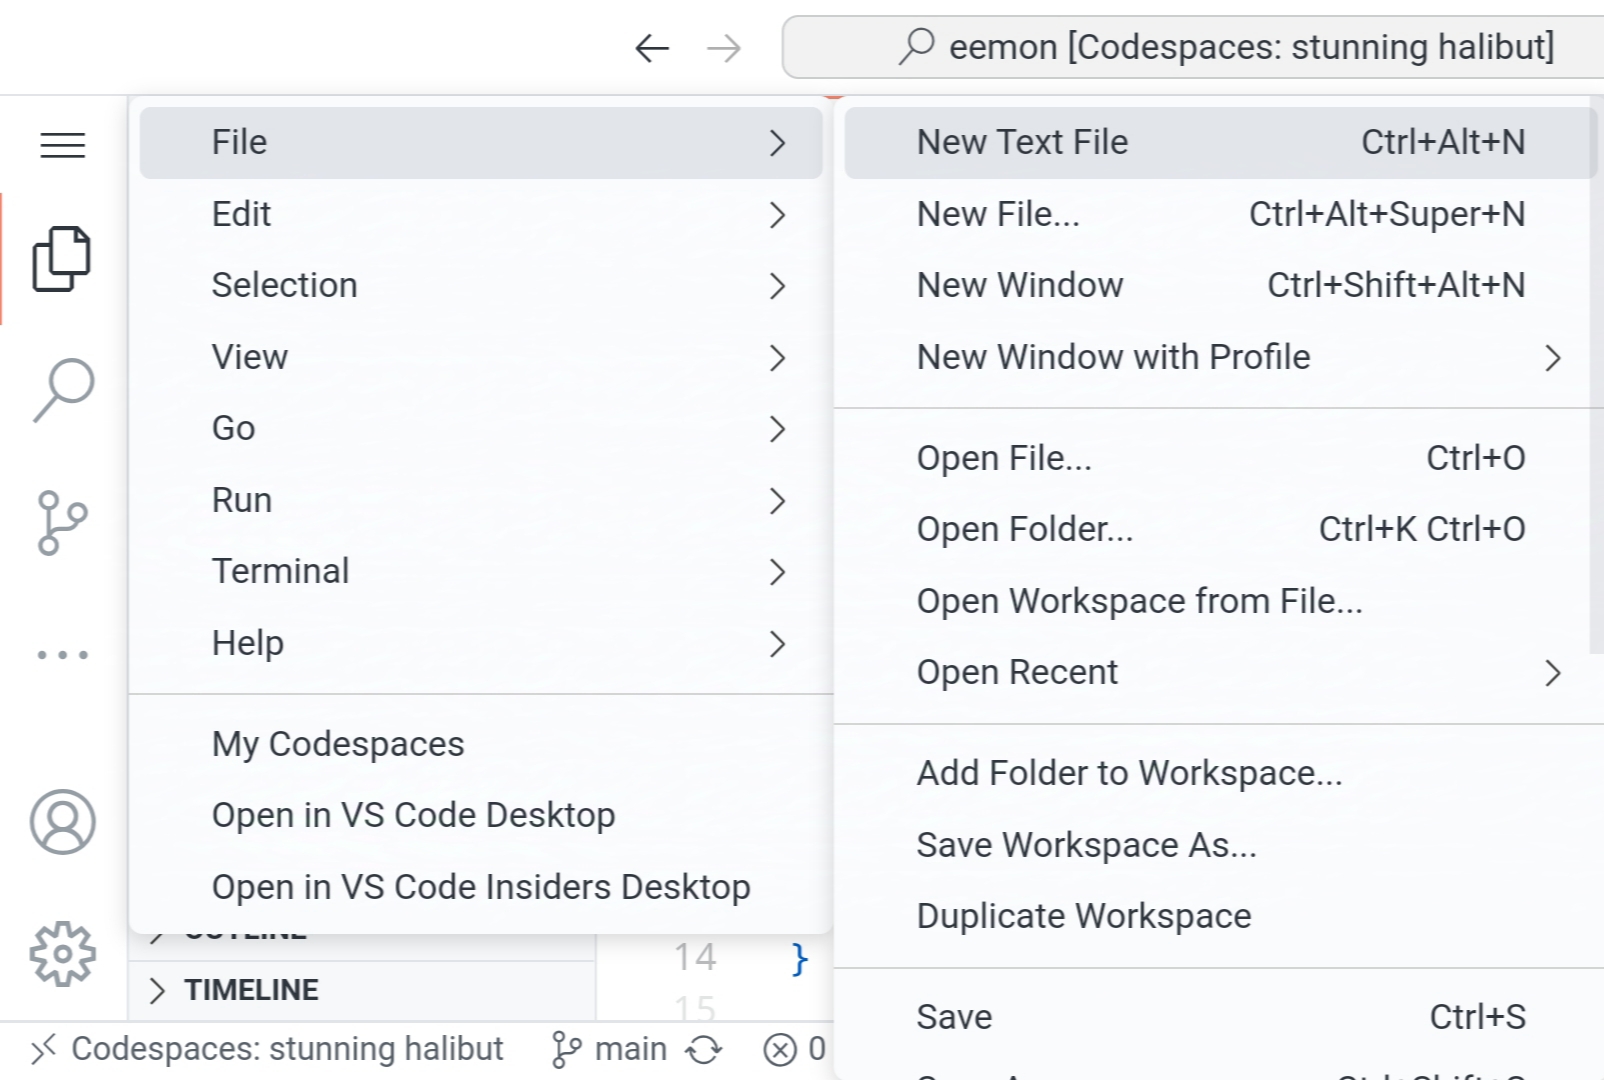 eemon [Codespaces: stunning halibut]
File
Edit
Selection
View
Go
Run
Terminal
Help
My Codespaces
Open in VS Code Desktop
Open in VS Code Insiders Desktop
New Text File Ctrl+Alt+N
New File... Ctrl+Alt+Super+N
New Window Ctrl+Shift+Alt+N
New Window with Profile
Open File... Ctrl+O
Open Folder... Ctrl+K Ctrl+O
Open Workspace from File...
Open Recent
Add Folder to Workspace...
Save Workspace As...
Duplicate Workspace
Save Ctrl+S
OUTLINE
TIMELINE
14 }
15
Codespaces: stunning halibut main 0